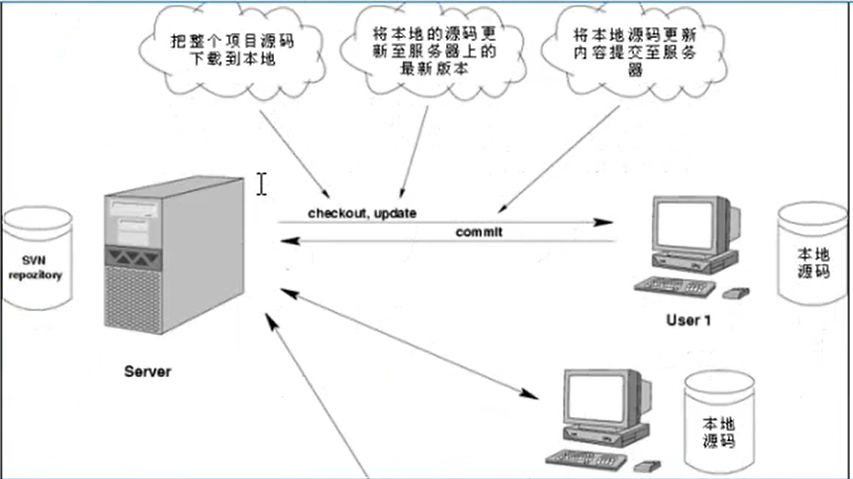 把整个项目源码
下载到本地
将本地的源码更
新至服务器上的
最新版本
将本地源码更新
内容提交至服务
器
checkout, update
commit
SVN
repozitory
本地
源码
User 1
Server
本地
源码